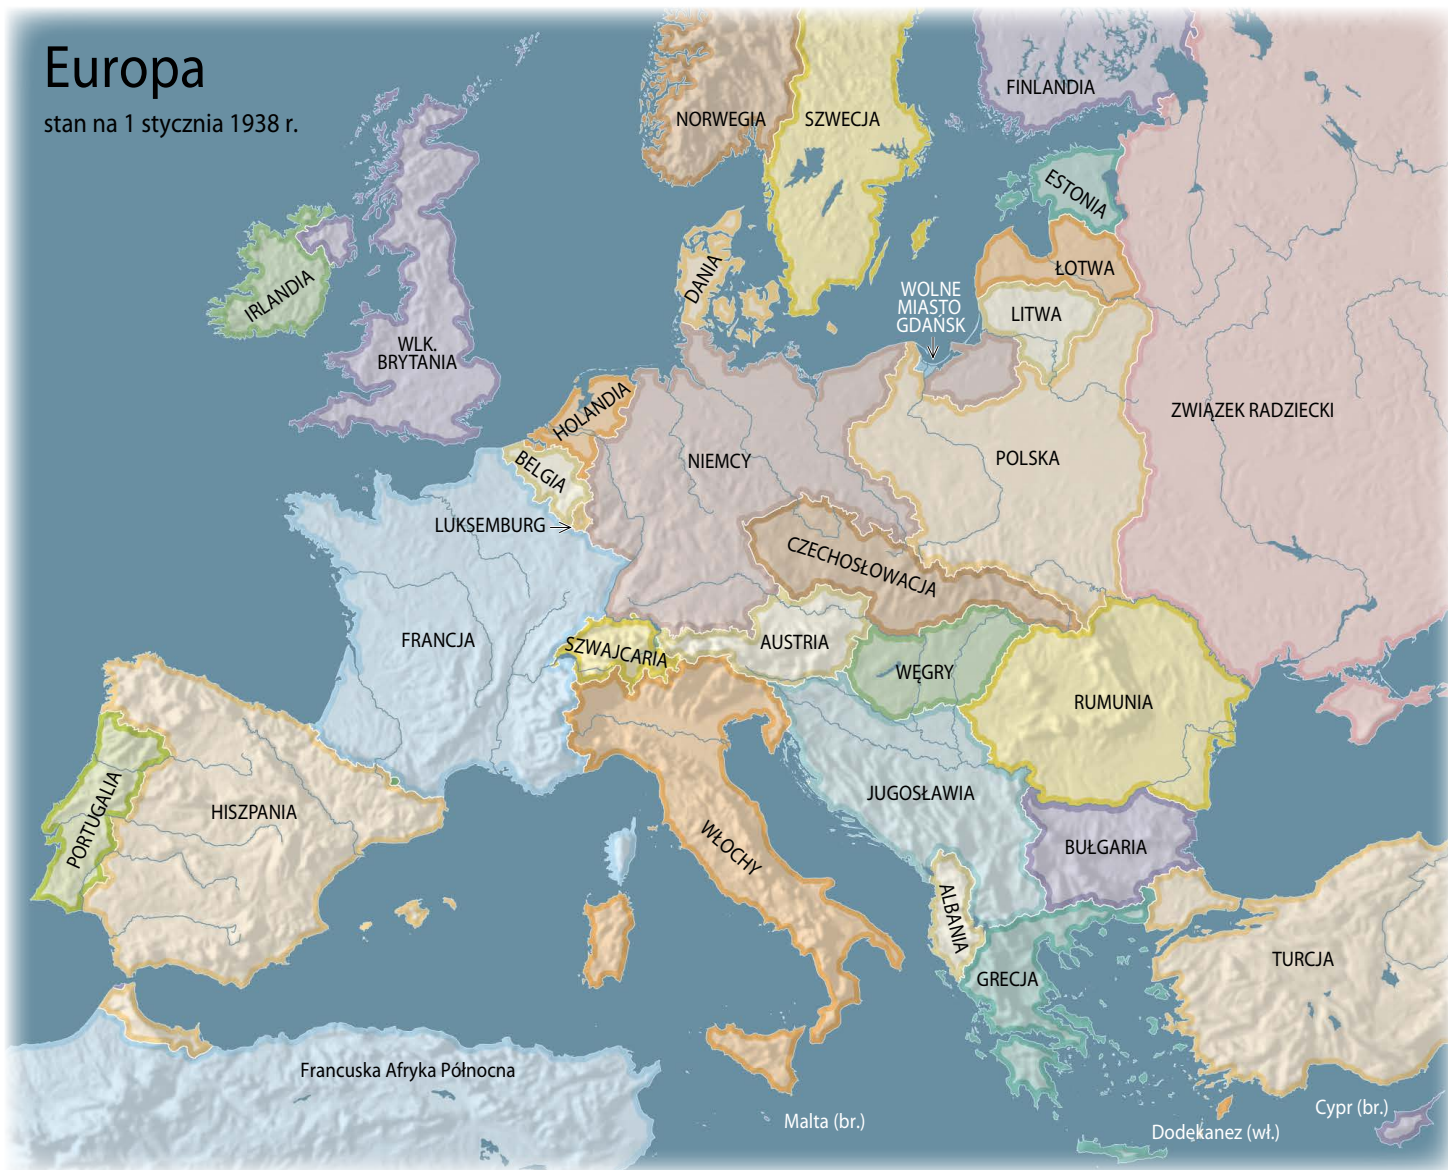 Europa
stan na 1 stycznia 1938 r.
NORWEGIA
SZWECJA
FINLANDIA
ESTONIA
ŁOTWA
LITWA
WOLNE
MIASTO
GDAŃSK
DANIA
IRLANDIA
WLK.
BRYTANIA
HOLANDIA
BELGIA
LUKSEMBURG
NIEMCY
POLSKA
ZWIĄZEK RADZIECKI
CZECHOSŁOWACJA
FRANCJA
SZWAJCARIA
AUSTRIA
WĘGRY
RUMUNIA
PORTUGALIA
HISZPANIA
WŁOCHY
JUGOSŁAWIA
BUŁGARIA
ALBANIA
GRECJA
TURCJA
Francuska Afryka Północna
Malta (br.)
Dodekanez (wł.)
Cypr (br.)